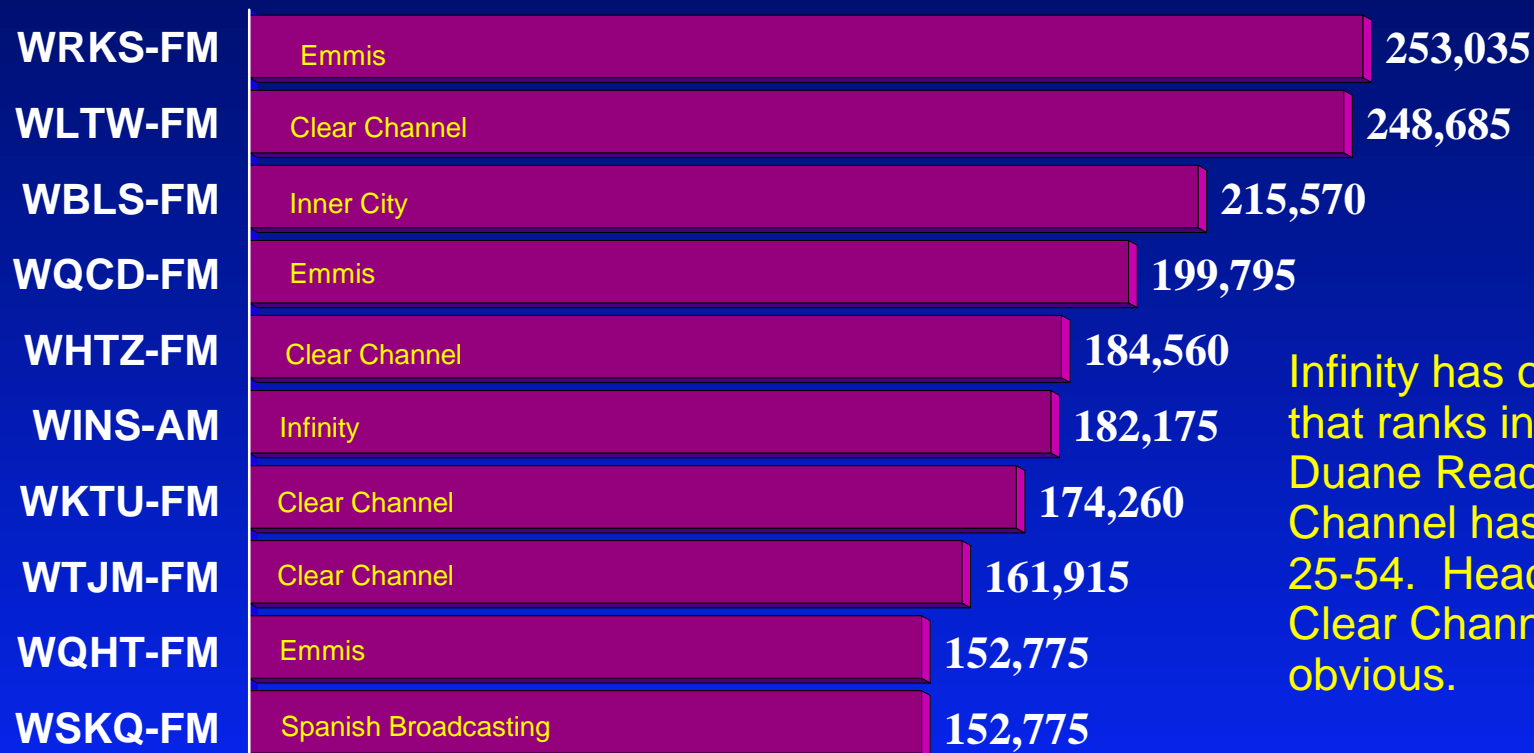 WRKS-FM Emmis 253,035
WLTW-FM Clear Channel 248,685
WBLS-FM Inner City 215,570
WQCD-FM Emmis 199,795
WHTZ-FM Clear Channel 184,560
WINS-AM Infinity 182,175
WKTU-FM Clear Channel 174,260
WTJM-FM Clear Channel 161,915
WQHT-FM Emmis 152,775
WSKQ-FM Spanish Broadcasting 152,775
Infinity has
that ranks in
Duane
Channel has
25-54.
Clear
obvious.